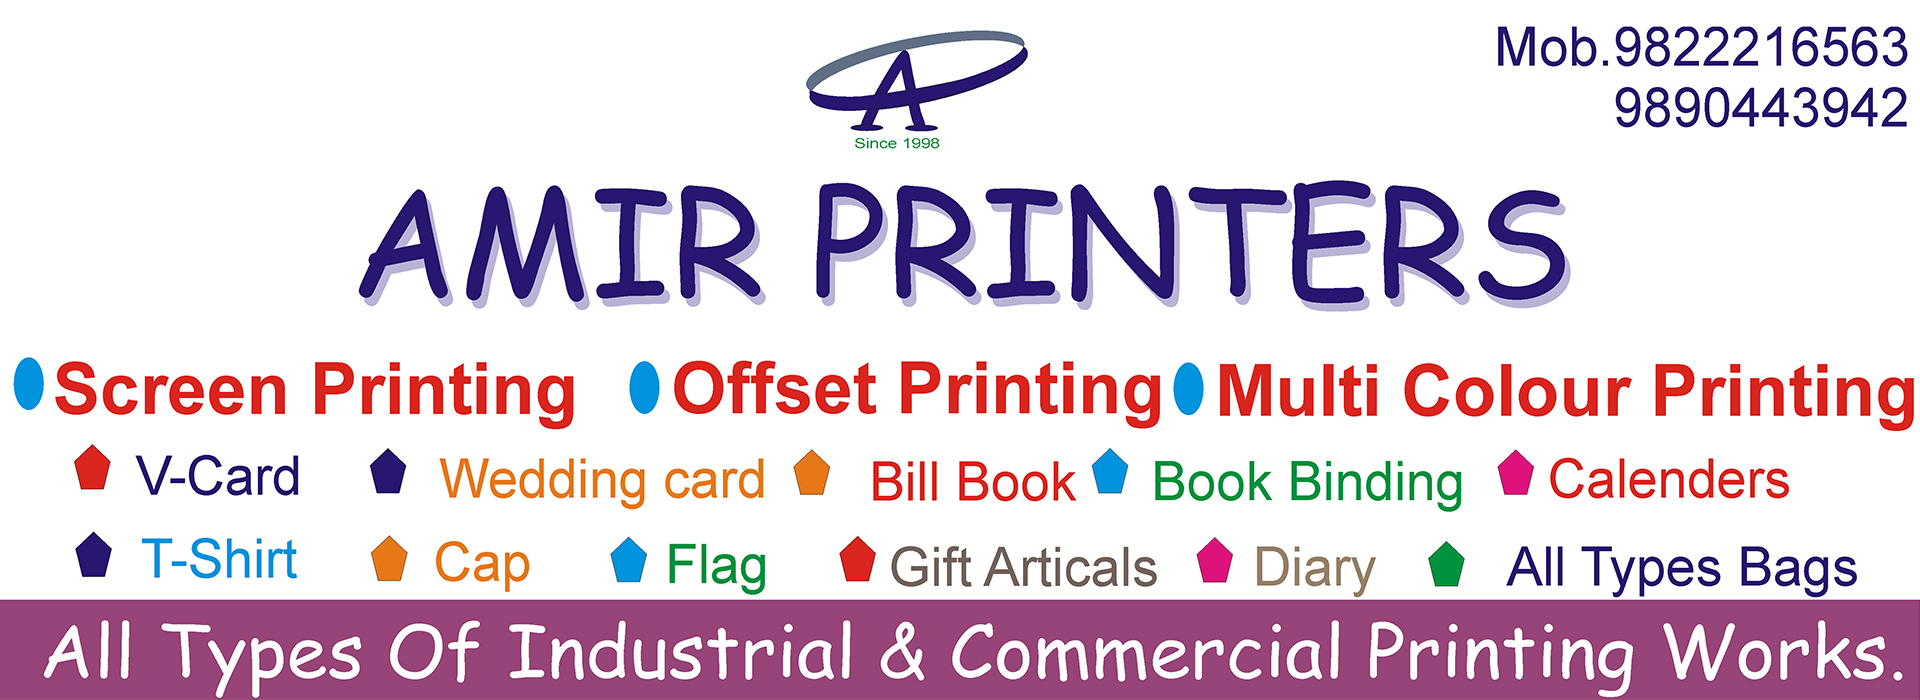 Mob.9822216563
9890443942
A
Since 1998
AMIR PRINTERS
Screen Printing Offset Printing Multi Colour Printing
V-Card Wedding card Bill Book Book Binding Calenders
T-Shirt Cap Flag Gift Articals Diary All Types Bags
All Types Of Industrial & Commercial Printing Works.